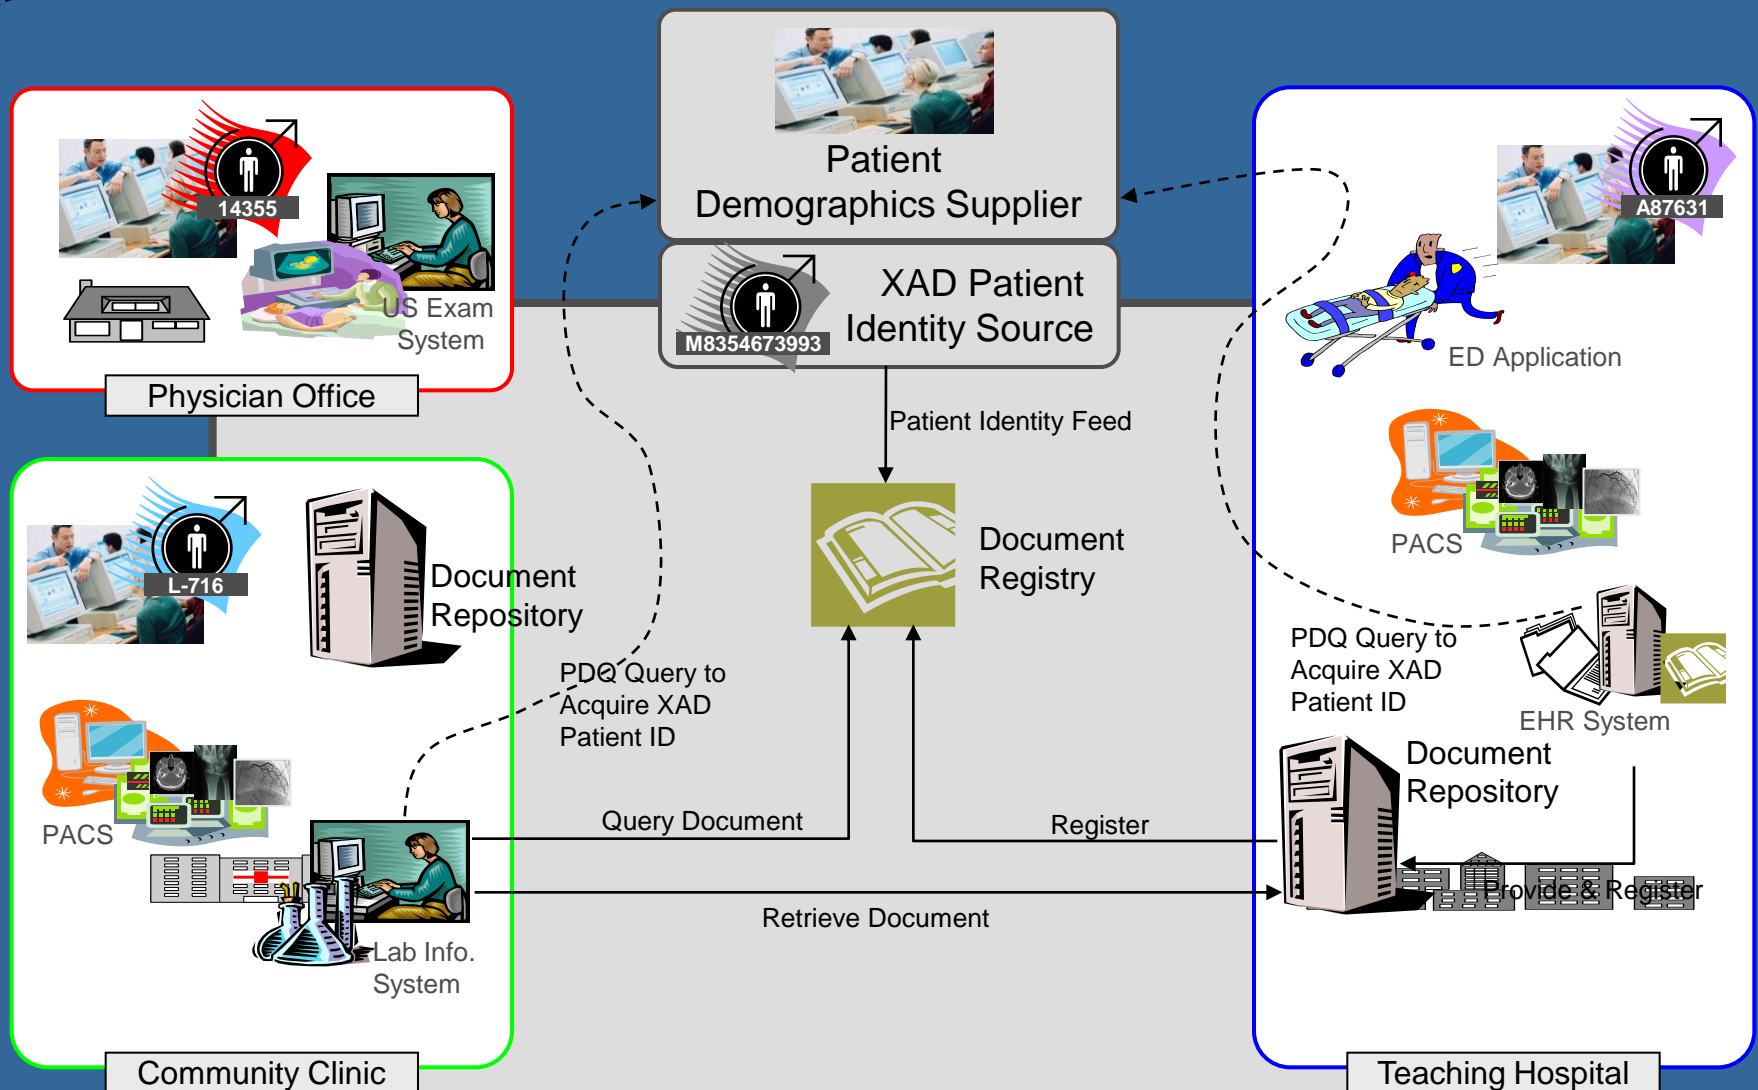 Patient
Demographics Supplier
XAD Patient
Identity Source
M8354673993
14355
US Exam
System
Physician Office
A87631
ED Application
PACS
Patient Identity Feed
Document
Registry
L-716
Document
Repository
PDQ Query to
Acquire XAD
Patient ID
PACS
Lab Info.
System
Community Clinic
Query Document
Register
Retrieve Document
PDQ Query to
Acquire XAD
Patient ID
EHR System
Document
Repository
Provide & Register
Teaching Hospital